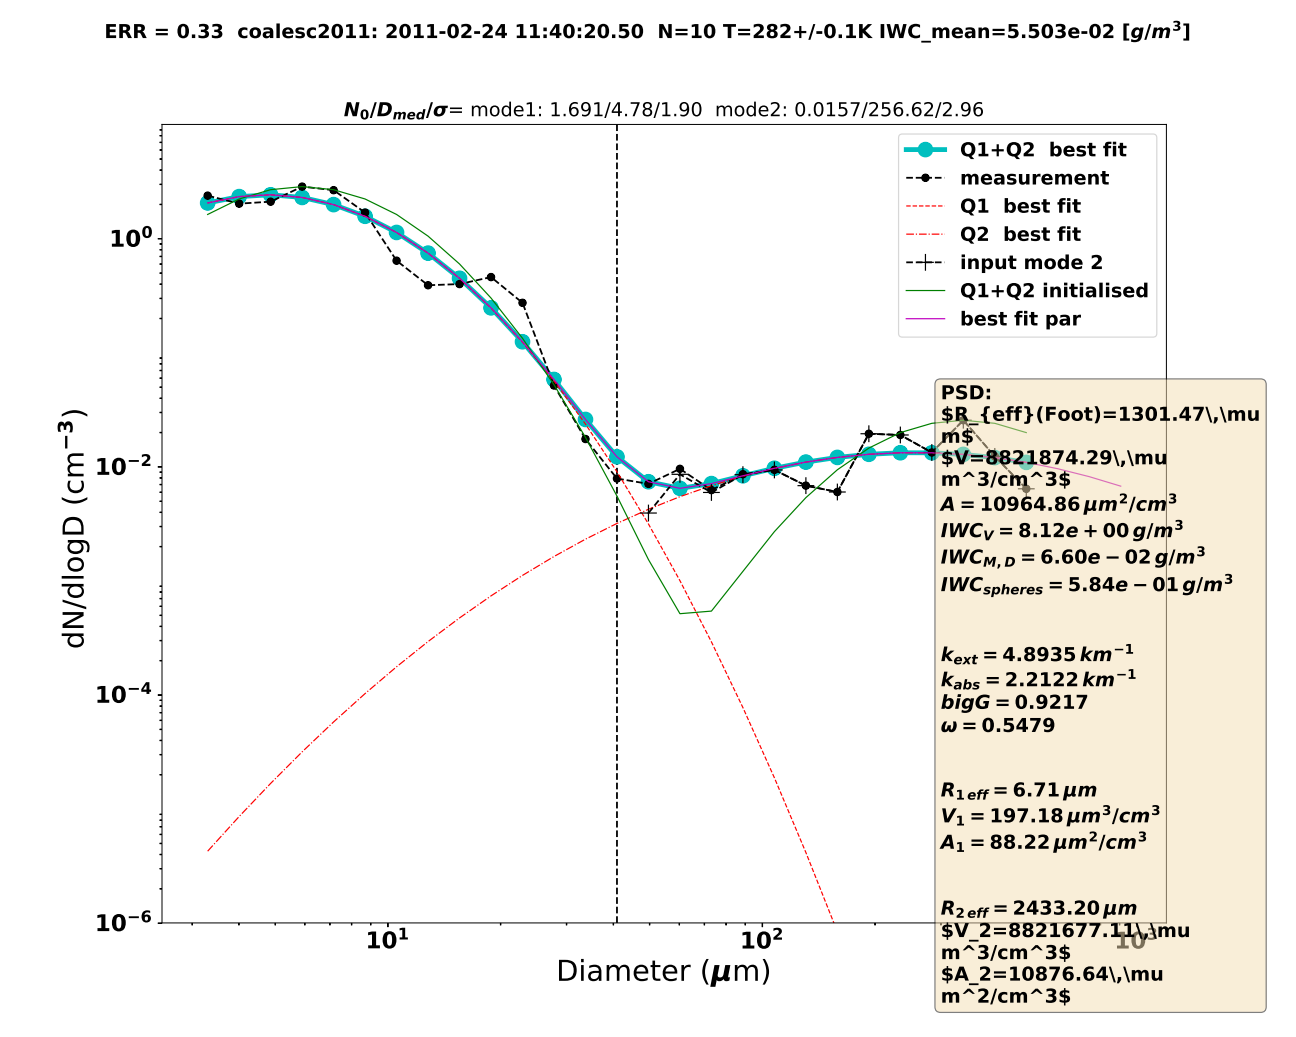 ERR = 0.33  coalesc2011: 2011-02-24 11:40:20.50  N=10 T=282+/-0.1K IWC_mean=5.503e-02 [g/m³]
N₀/D_med/σ= mode1: 1.691/4.78/1.90  mode2: 0.0157/256.62/2.96
Q1+Q2  best fit
measurement
Q1  best fit
Q2  best fit
input mode 2
Q1+Q2 initialised
best fit par
dN/dlogD (cm⁻³)
10⁰
10⁻²
10⁻⁴
10⁻⁶
10¹
10²
10³
Diameter (μm)
PSD:
$R_{eff}(Foot)=1301.47\,\mu
m$
$V=8821874.29\,\mu
m^3/cm^3$
A = 10964.86 μm²/cm³
IWC_V = 8.12e + 00 g/m³
IWC_M,D = 6.60e − 02 g/m³
IWC_spheres = 5.84e − 01 g/m³
k_ext = 4.8935 km⁻¹
k_abs = 2.2122 km⁻¹
bigG = 0.9217
ω = 0.5479
R_1eff = 6.71 μm
V₁ = 197.18 μm³/cm³
A₁ = 88.22 μm²/cm³
R_2eff = 2433.20 μm
$V_2=8821677.11\,\mu
m^3/cm^3$
$A_2=10876.64\,\mu
m^2/cm^3$